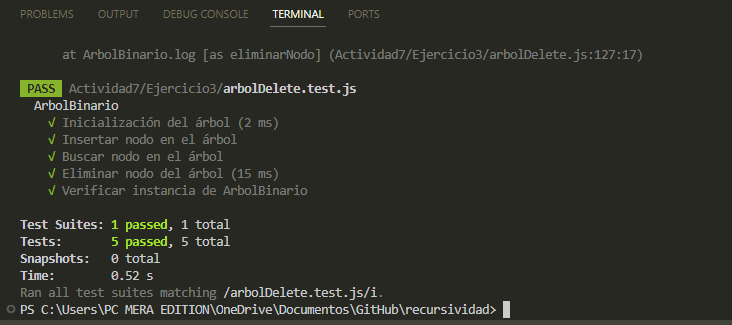 PROBLEMS OUTPUT DEBUG CONSOLE TERMINAL PORTS
at ArbolBinario.log [as eliminarNodo] (Actividad7/Ejercicio3/arbolDelete.js:127:17)
PASS Actividad7/Ejercicio3/arbolDelete.test.js
ArbolBinario
√ Inicialización del árbol (2 ms)
√ Insertar nodo en el árbol
√ Buscar nodo en el árbol
√ Eliminar nodo del árbol (15 ms)
√ Verificar instancia de ArbolBinario
Test Suites: 1 passed, 1 total
Tests: 5 passed, 5 total
Snapshots: 0 total
Time: 0.52 s
Ran all test suites matching /arbolDelete.test.js/i.
PS C:\Users\PC MERA EDITION\OneDrive\Documentos\GitHub\recursividad>